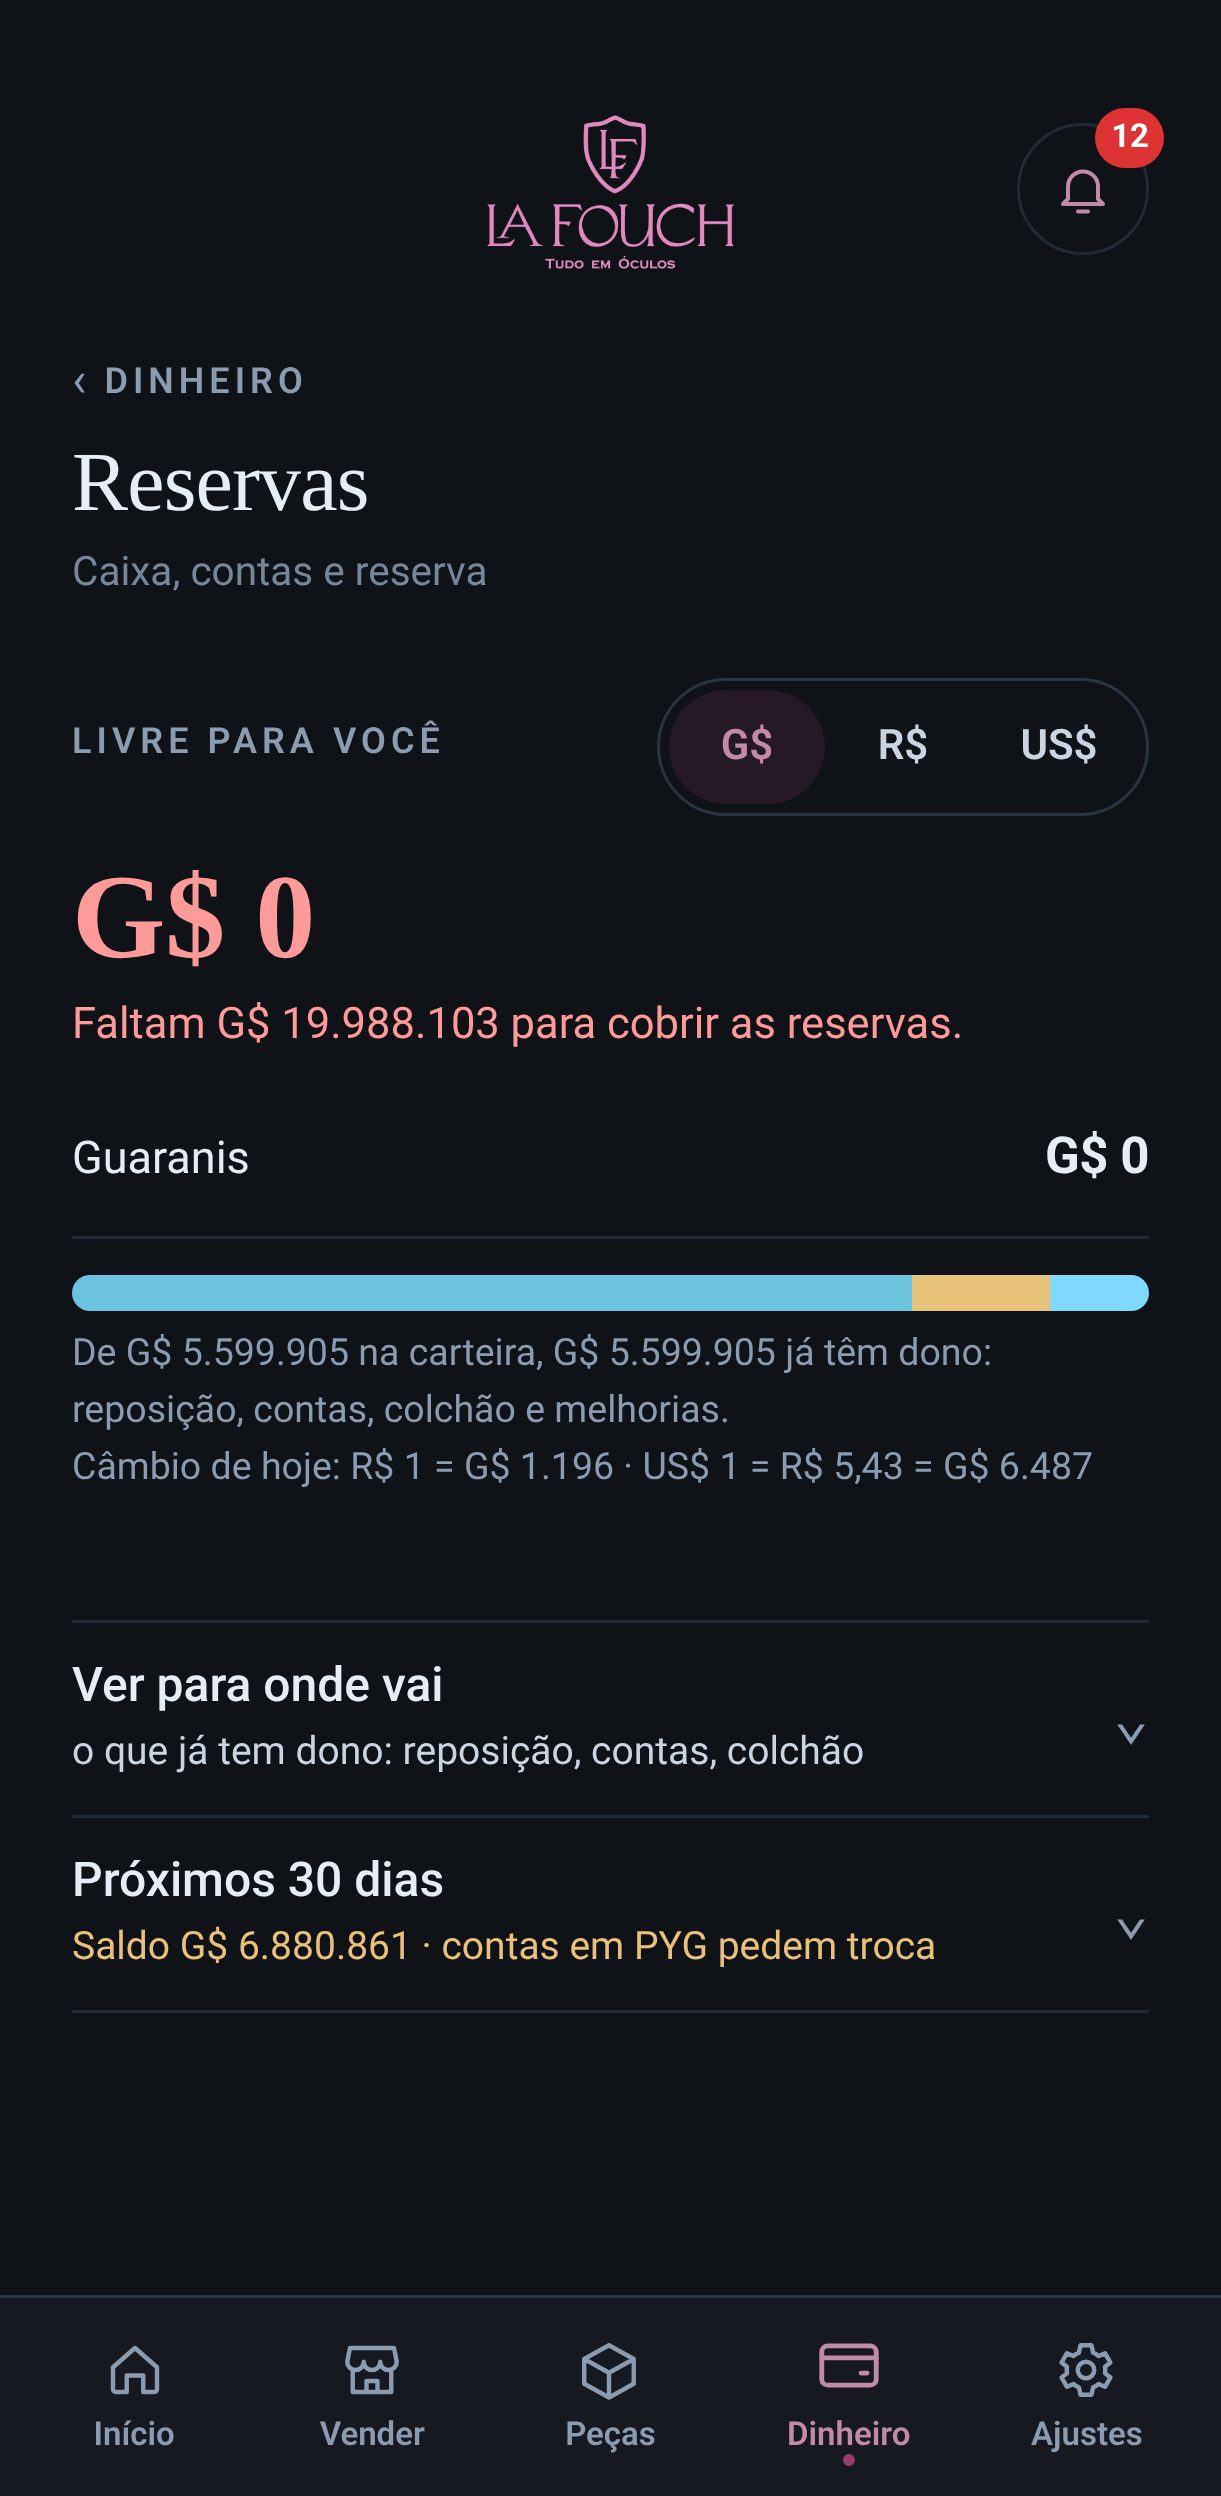 LF
LA FOUCH
Tudo em Óculos
12
‹ DINHEIRO
Reservas
Caixa, contas e reserva
LIVRE PARA VOCÊ
G$ R$ US$
G$ 0
Faltam G$ 19.988.103 para cobrir as reservas.
Guaranis G$ 0
De G$ 5.599.905 na carteira, G$ 5.599.905 já têm dono:
reposição, contas, colchão e melhorias.
Câmbio de hoje: R$ 1 = G$ 1.196 · US$ 1 = R$ 5,43 = G$ 6.487
Ver para onde vai
o que já tem dono: reposição, contas, colchão
Próximos 30 dias
Saldo G$ 6.880.861 · contas em PYG pedem troca
Início Vender Peças Dinheiro Ajustes